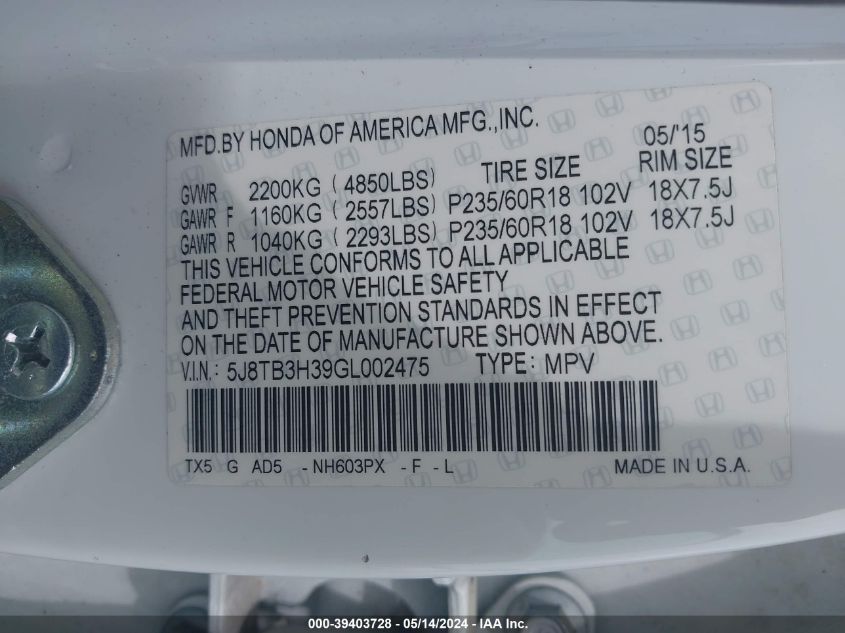 MFD.BY HONDA OF AMERICA MFG.,INC. 05/'15
TIRE SIZE RIM SIZE
GVWR 2200KG (4850LBS)
GAWR F 1160KG (2557LBS) P235/60R18 102V 18X7.5J
GAWR R 1040KG (2293LBS) P235/60R18 102V 18X7.5J
THIS VEHICLE CONFORMS TO ALL APPLICABLE
FEDERAL MOTOR VEHICLE SAFETY
AND THEFT PREVENTION STANDARDS IN EFFECT
ON THE DATE OF MANUFACTURE SHOWN ABOVE.
V.I.N.: 5J8TB3H39GL002475 TYPE: MPV
TX5 G AD5 -NH603PX -F -L MADE IN U.S.A.
000-39403728 - 05/14/2024 - IAAI.com